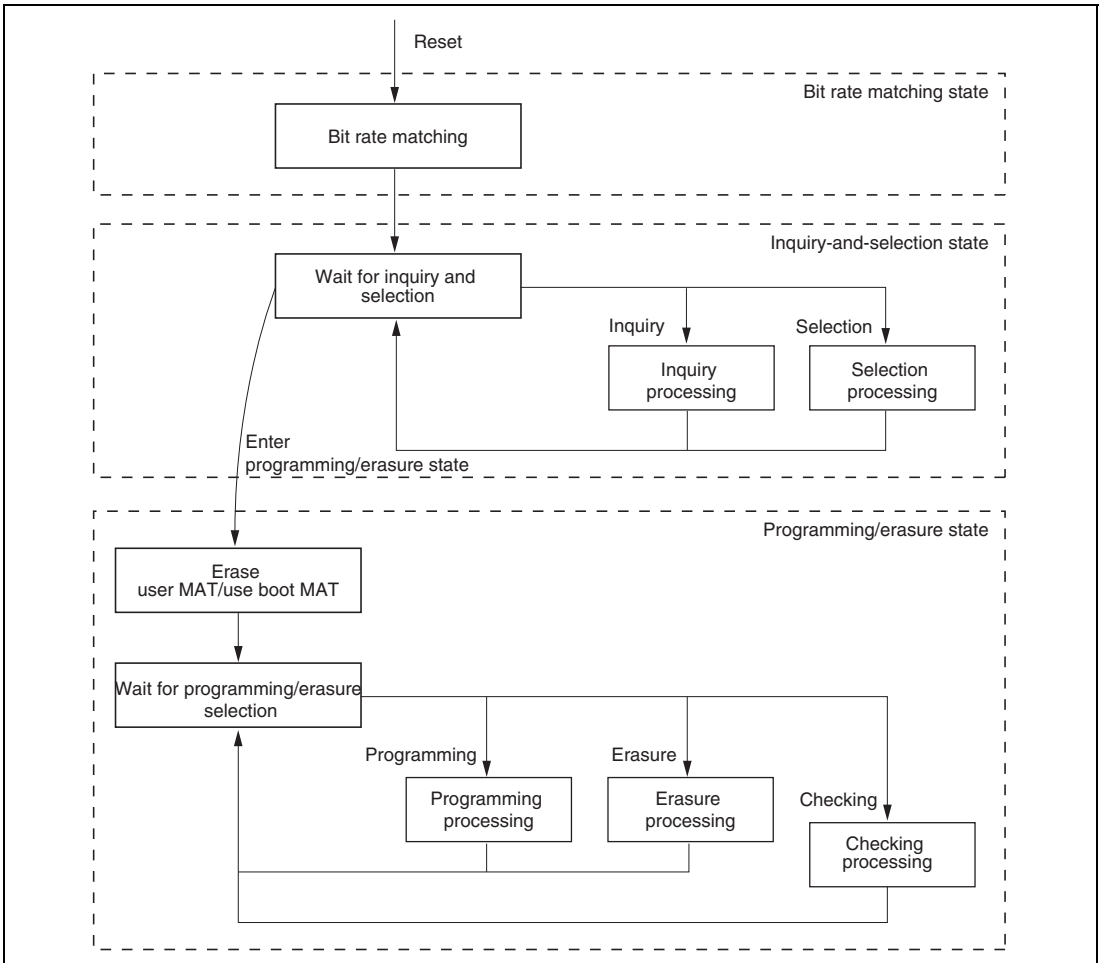 Reset
Bit rate matching state
Bit rate matching
Inquiry-and-selection state
Wait for inquiry and
selection
Inquiry
Selection
Inquiry
processing
Selection
processing
Enter
programming/erasure state
Programming/erasure state
Erase
user MAT/use boot MAT
Wait for programming/erasure
selection
Programming
Erasure
Checking
Programming
processing
Erasure
processing
Checking
processing